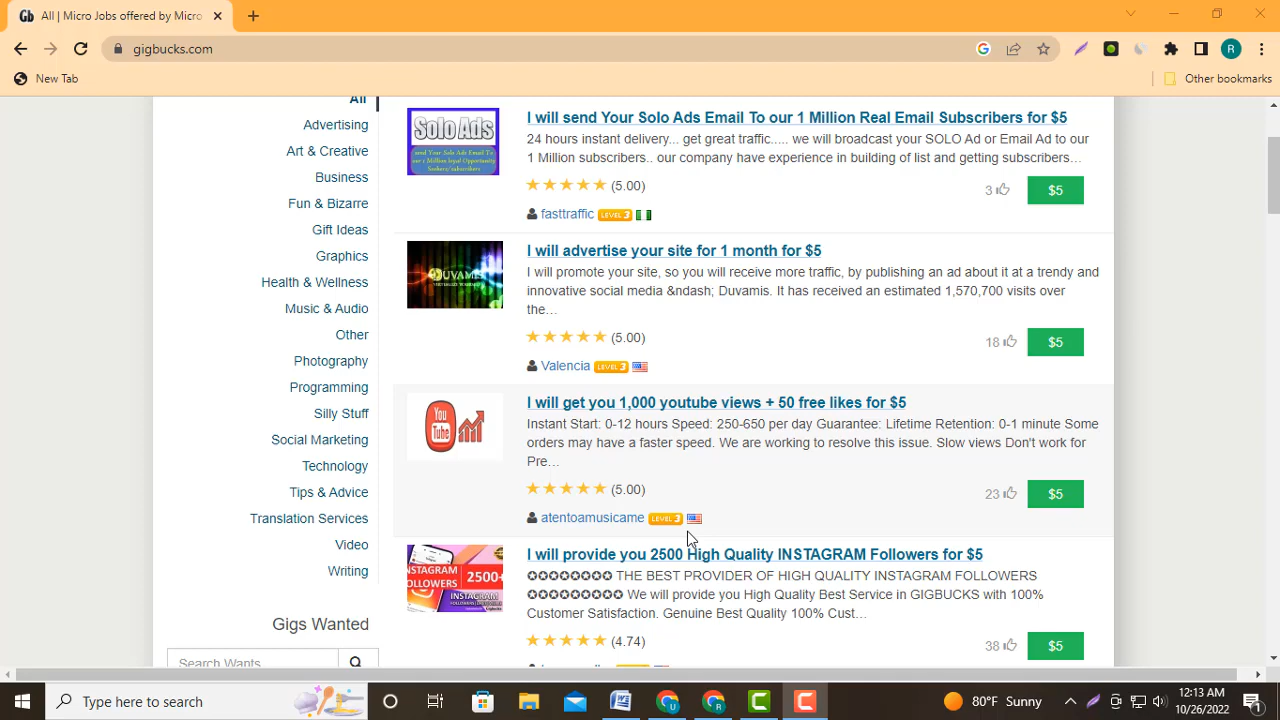 Gb All | Micro Jobs offered by Micro
gigbucks.com
R
New Tab
Other bookmarks
All
Advertising
Art & Creative
Business
Fun & Bizarre
Gift Ideas
Graphics
Health & Wellness
Music & Audio
Other
Photography
Programming
Silly Stuff
Social Marketing
Technology
Tips & Advice
Translation Services
Video
Writing
Gigs Wanted
Search Wants
Solo Ads
send Your Solo Ads Email To
I will send Your Solo Ads Email To our 1 Million Real Email Subscribers for $5
24 hours instant delivery... get great traffic..... we will broadcast your SOLO Ad or Email Ad to our
1 Million subscribers.. our company have experience in building of list and getting subscribers…
(5.00)
3
$5
fasttraffic LEVEL 3
DUVAMIS
I will advertise your site for 1 month for $5
I will promote your site, so you will receive more traffic, by publishing an ad about it at a trendy and
innovative social media &ndash; Duvamis. It has received an estimated 1,570,700 visits over
the…
(5.00)
18
$5
Valencia LEVEL 3
You
Tube
I will get you 1,000 youtube views + 50 free likes for $5
Instant Start: 0-12 hours Speed: 250-650 per day Guarantee: Lifetime Retention: 0-1 minute Some
orders may have a faster speed. We are working to resolve this issue. Slow views Don't work for
Pre…
(5.00)
23
$5
atentoamusicame LEVEL 3
INSTAGRAM
FOLLOWERS 2500+
INSTAGRAM
I will provide you 2500 High Quality INSTAGRAM Followers for $5
✪✪✪✪✪✪✪✪ THE BEST PROVIDER OF HIGH QUALITY INSTAGRAM FOLLOWERS
✪✪✪✪✪✪✪✪✪ We will provide you High Quality Best Service in GIGBUCKS with 100%
Customer Satisfaction. Genuine Best Quality 100% Cust…
(4.74)
38
$5
Type here to search
80°F Sunny
12:13 AM
10/26/2022
1